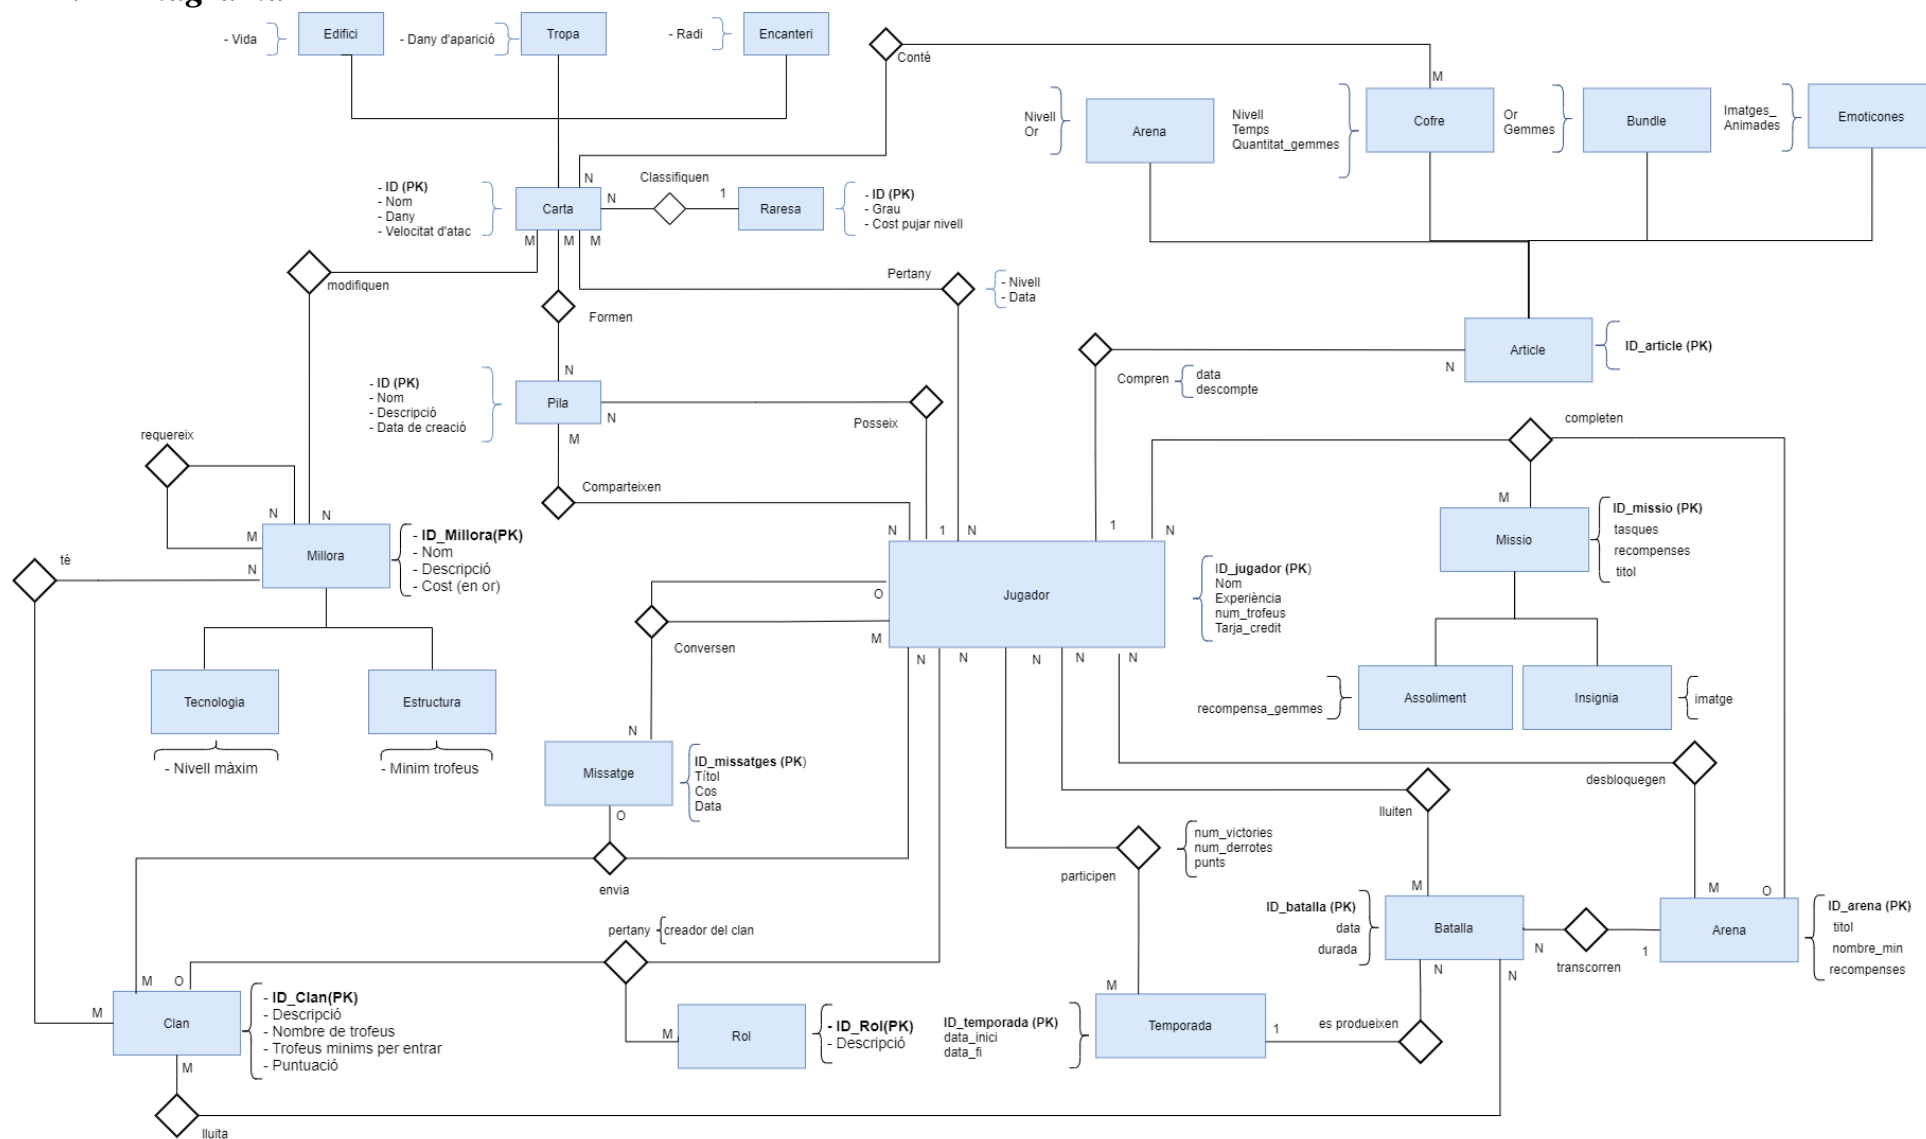 - Vida
Edifici
- Dany d'aparició
Tropa
- Radi
Encanteri
Conté
M
Nivell
Or
Arena
Nivell
Temps
Quantitat_gemmes
Cofre
Or
Gemmes
Bundle
Imatges_
Animades
Emoticones
- ID (PK)
- Nom
- Dany
- Velocitat d'atac
Carta
N
N
M
M
M
Classifiquen
1
Raresa
- ID (PK)
- Grau
- Cost pujar nivell
modifiquen
Formen
Pertany
- Nivell
- Data
Article
N
ID_article (PK)
Compren
data
descompte
- ID (PK)
- Nom
- Descripció
- Data de creació
N
Pila
N
M
Posseix
completen
requereix
Comparteixen
N
N
M
N
Millora
- ID_Millora(PK)
- Nom
- Descripció
- Cost (en or)
té
N
1
N
1
N
Jugador
O
M
N
N
N
N
N
ID_jugador (PK)
Nom
Experiència
num_trofeus
Tarja_credit
M
Missio
ID_missio (PK)
tasques
recompenses
titol
Conversen
Tecnologia
- Nivell màxim
Estructura
- Minim trofeus
recompensa_gemmes
Assoliment
Insignia
imatge
N
Missatge
O
ID_missatges (PK)
Títol
Cos
Data
desbloquegen
lluiten
envia
participen
num_victories
num_derrotes
punts
pertany
creador del clan
M
Batalla
N
N
N
ID_batalla (PK)
data
durada
transcorren
1
M
O
Arena
ID_arena (PK)
titol
nombre_min
recompenses
M
O
M
Clan
M
- ID_Clan(PK)
- Descripció
- Nombre de trofeus
- Trofeus minims per entrar
- Puntuació
M
Rol
- ID_Rol(PK)
- Descripció
ID_temporada (PK)
data_inici
data_fi
M
Temporada
1
es produeixen
lluita